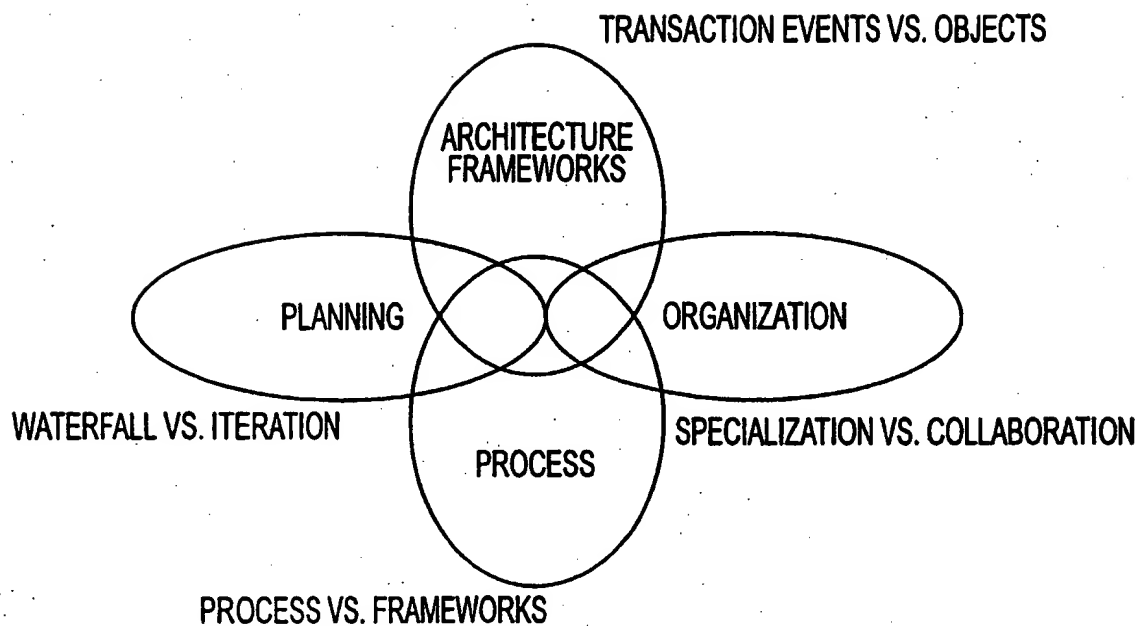 TRANSACTION EVENTS VS. OBJECTS
ARCHITECTURE
FRAMEWORKS
PLANNING
ORGANIZATION
WATERFALL VS. ITERATION
SPECIALIZATION VS. COLLABORATION
PROCESS
PROCESS VS. FRAMEWORKS